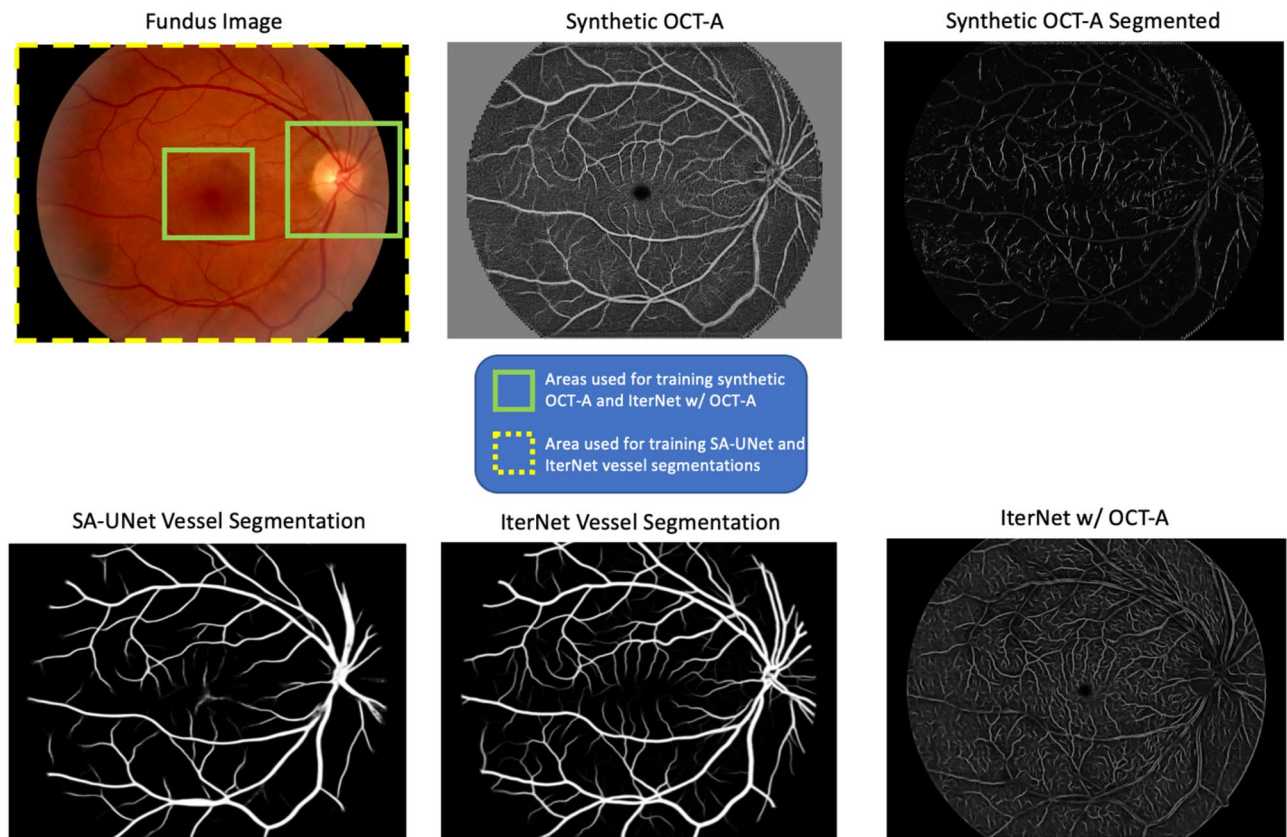 Fundus Image
Synthetic OCT-A
Synthetic OCT-A Segmented
Areas used for training synthetic
OCT-A and IterNet w/ OCT-A
Area used for training SA-UNet and
IterNet vessel segmentations
SA-UNet Vessel Segmentation
IterNet Vessel Segmentation
IterNet w/ OCT-A